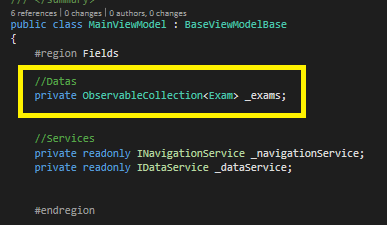 /// </summary>
6 references | 0 changes | 0 authors, 0 changes
public class MainViewModel : BaseViewModelBase
{
#region Fields
//Datas
private ObservableCollection<Exam> _exams;
//Services
private readonly INavigationService _navigationService;
private readonly IDataService _dataService;
#endregion